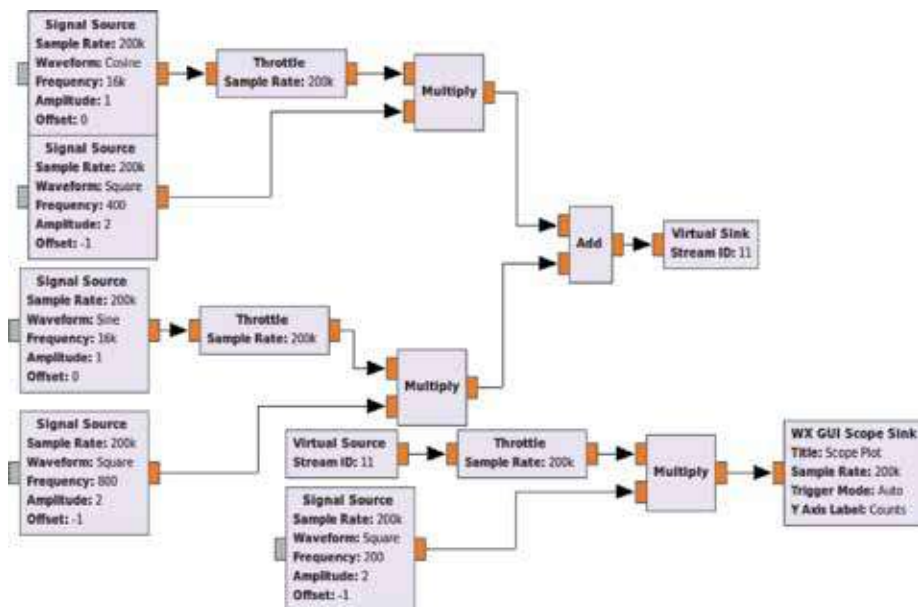 Signal Source
Sample Rate: 200k
Waveform: Cosine
Frequency: 16k
Amplitude: 1
Offset: 0
Throttle
Sample Rate: 200k
Multiply
Signal Source
Sample Rate: 200k
Waveform: Square
Frequency: 400
Amplitude: 2
Offset: -1
Add
Virtual Sink
Stream ID: 11
Signal Source
Sample Rate: 200k
Waveform: Sine
Frequency: 16k
Amplitude: 1
Offset: 0
Throttle
Sample Rate: 200k
Multiply
Signal Source
Sample Rate: 200k
Waveform: Square
Frequency: 800
Amplitude: 2
Offset: -1
Virtual Source
Stream ID: 11
Throttle
Sample Rate: 200k
Multiply
WX GUI Scope Sink
Title: Scope Plot
Sample Rate: 200k
Trigger Mode: Auto
Y Axis Label: Counts
Signal Source
Sample Rate: 200k
Waveform: Square
Frequency: 200
Amplitude: 2
Offset: -1